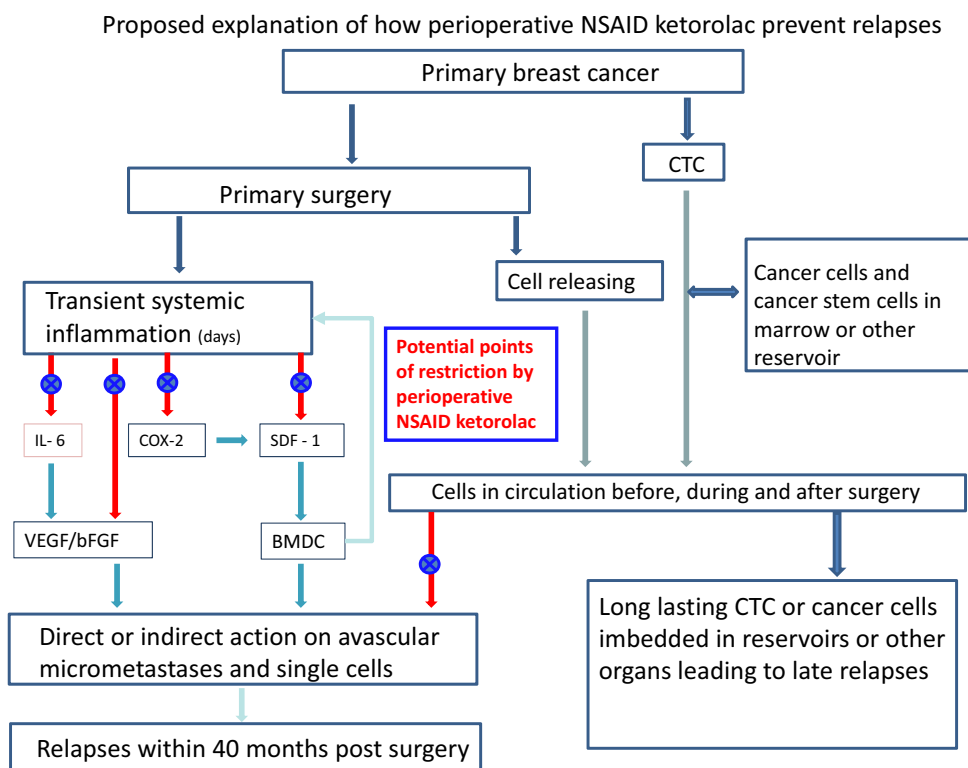 Proposed explanation of how perioperative NSAID ketorolac prevent relapses
Primary breast cancer
CTC
Primary surgery
Cell releasing
Cancer cells and
cancer stem cells in
marrow or other
reservoir
Transient systemic
inflammation (days)
Potential points
of restriction by
perioperative
NSAID ketorolac
IL- 6
COX-2
SDF - 1
Cells in circulation before, during and after surgery
VEGF/bFGF
BMDC
Direct or indirect action on avascular
micrometastases and single cells
Long lasting CTC or cancer cells
imbedded in reservoirs or other
organs leading to late relapses
Relapses within 40 months post surgery